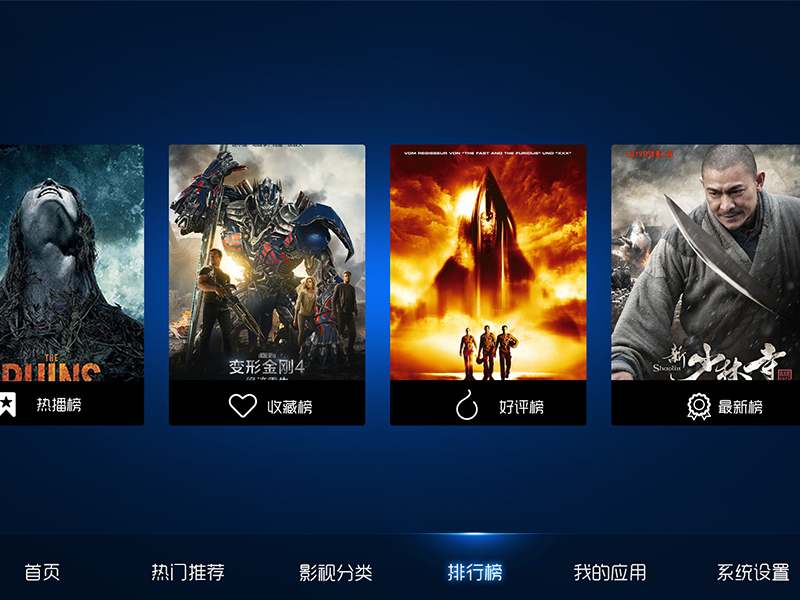 THE
RUINS
热播榜
变形金刚4
收藏榜
VOM REGISSEUR VON "THE FAST AND THE FURIOUS" UND "XXX"
好评榜
新少林寺
Shaolin
最新榜
首页
热门推荐
影视分类
排行榜
我的应用
系统设置